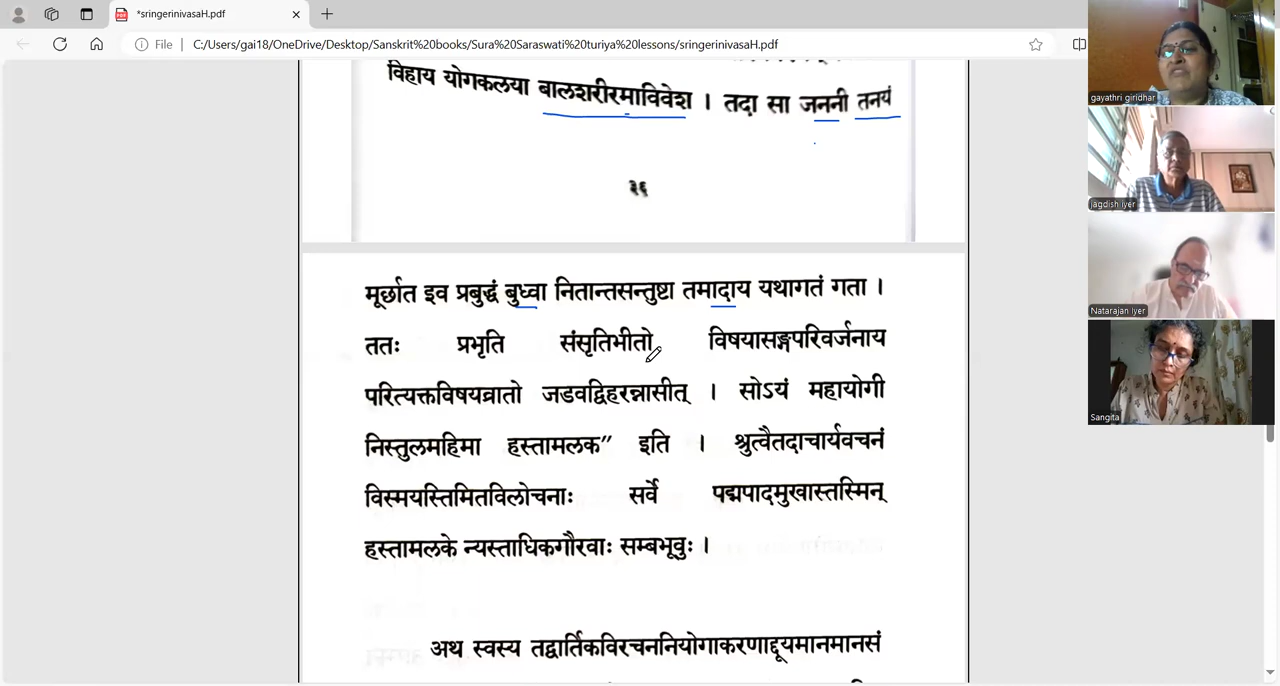 *sringerinivasaH.pdf
File | C:/Users/gai18/OneDrive/Desktop/Sanskrit%20books/Sura%20Saraswati%20turiya%20lessons/sringerinivasaH.pdf
विहाय योगकलया बालशरीरमाविवेश । तदा सा जननी तनयं
३६
मूर्छात इव प्रबुद्धं बुध्वा नितान्तसन्तुष्टा तमादाय यथागतं गता ।
ततः प्रभृति संसृतिभीतो विषयासङ्गपरिवर्जनाय
परित्यक्तविषयव्रातो जडवद्विहरन्नासीत् । सोऽयं महायोगी
निस्तुलमहिमा हस्तामलक” इति । श्रुत्वैतदाचार्यवचनं
विस्मयस्तिमितविलोचनाः सर्वे पद्मपादमुखास्तस्मिन्
हस्तामलके न्यस्ताधिकगौरवाः सम्बभूवुः ।
अथ स्वस्य तद्वार्तिकविरचननियोगाकरणाद्दूयमानमानसं
gayathri giridhar
jagdish iyer
Natarajan Iyer
Sangita